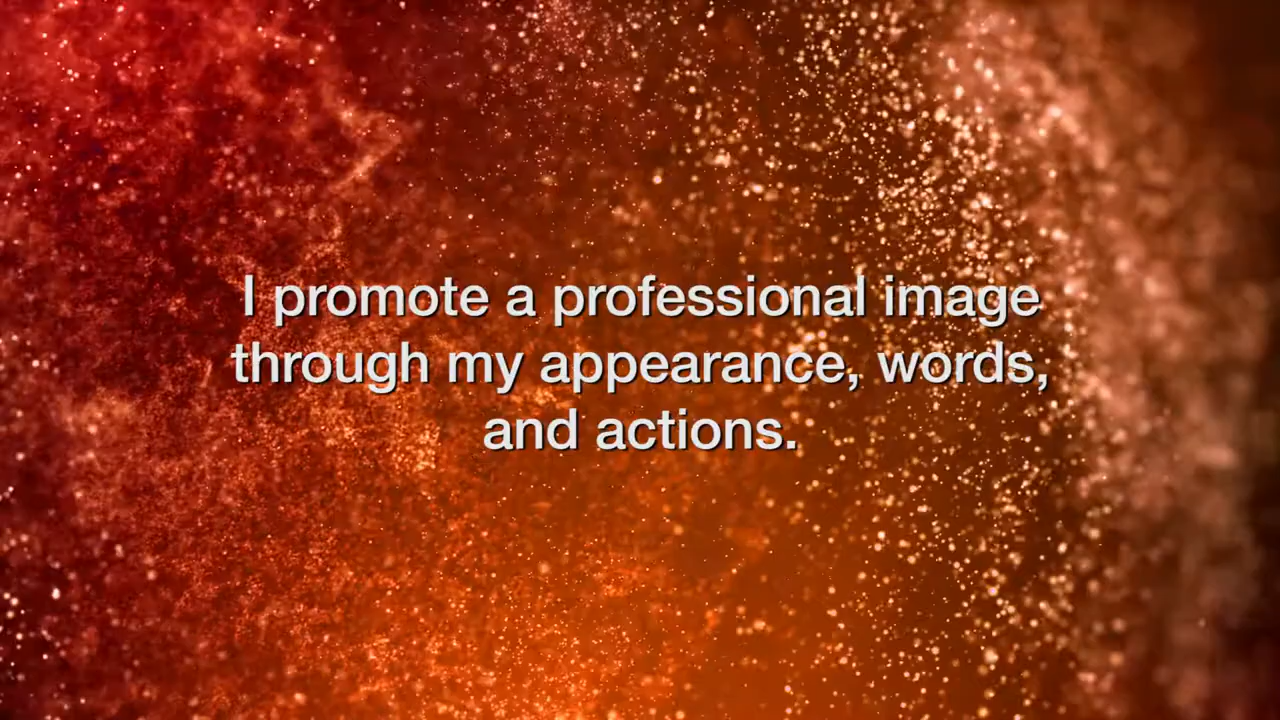 I promote a professional image
through my appearance, words,
and actions.